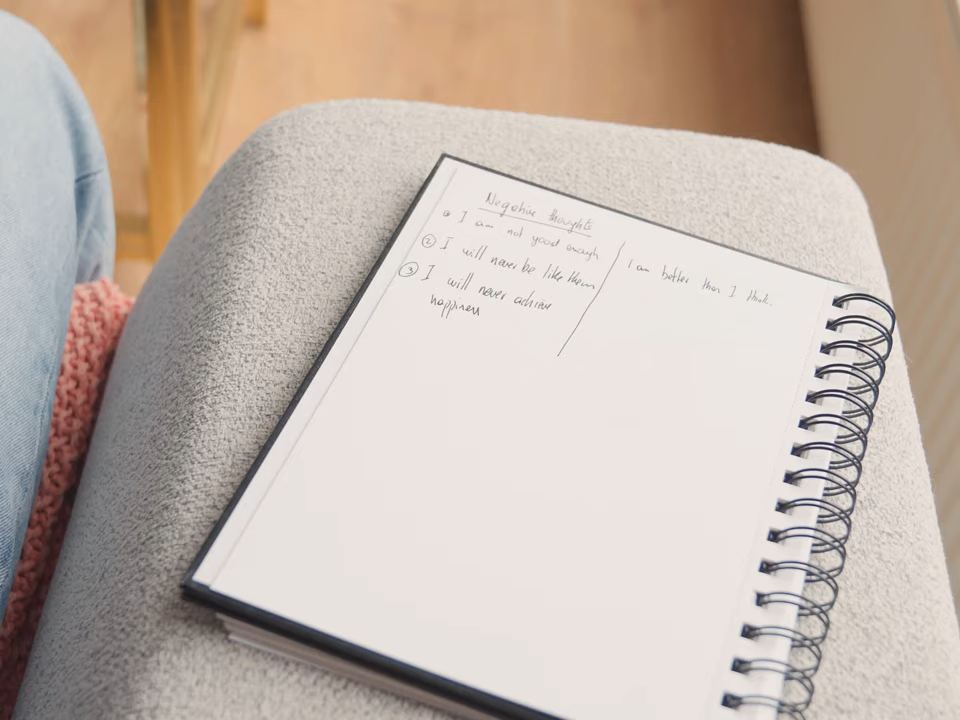 Negative thoughts
① I am not good enough
② I will never be like them
③ I will never achive
happiness
I am better than I think.